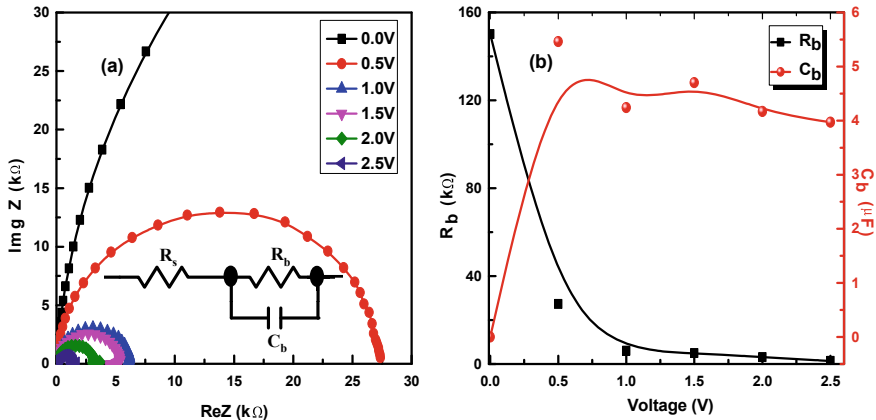 30
25
20
15
10
5
0
Img Z (kΩ)
(a)
0.0V
0.5V
1.0V
1.5V
2.0V
2.5V
Rs
Rb
Cb
0 5 10 15 20 25 30
ReZ (kΩ)
160
120
80
40
0
Rb (kΩ)
(b)
Rb
Cb
6
5
4
3
2
1
0
Cb (μF)
0.0 0.5 1.0 1.5 2.0 2.5
Voltage (V)